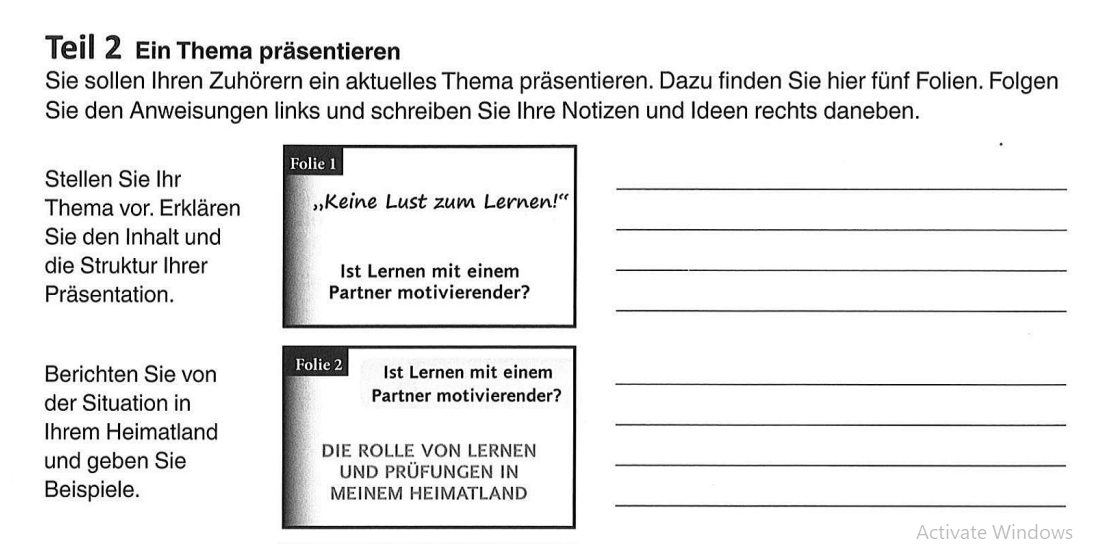 Teil 2 Ein Thema präsentieren
Sie sollen Ihren Zuhörern ein aktuelles Thema präsentieren. Dazu finden Sie hier fünf Folien. Folgen
Sie den Anweisungen links und schreiben Sie Ihre Notizen und Ideen rechts daneben.
Stellen Sie Ihr
Thema vor. Erklären
Sie den Inhalt und
die Struktur Ihrer
Präsentation.
Folie 1
„Keine Lust zum Lernen!“
Ist Lernen mit einem
Partner motivierender?
Berichten Sie von
der Situation in
Ihrem Heimatland
und geben Sie
Beispiele.
Folie 2
Ist Lernen mit einem
Partner motivierender?
DIE ROLLE VON LERNEN
UND PRÜFUNGEN IN
MEINEM HEIMATLAND
Activate Windows